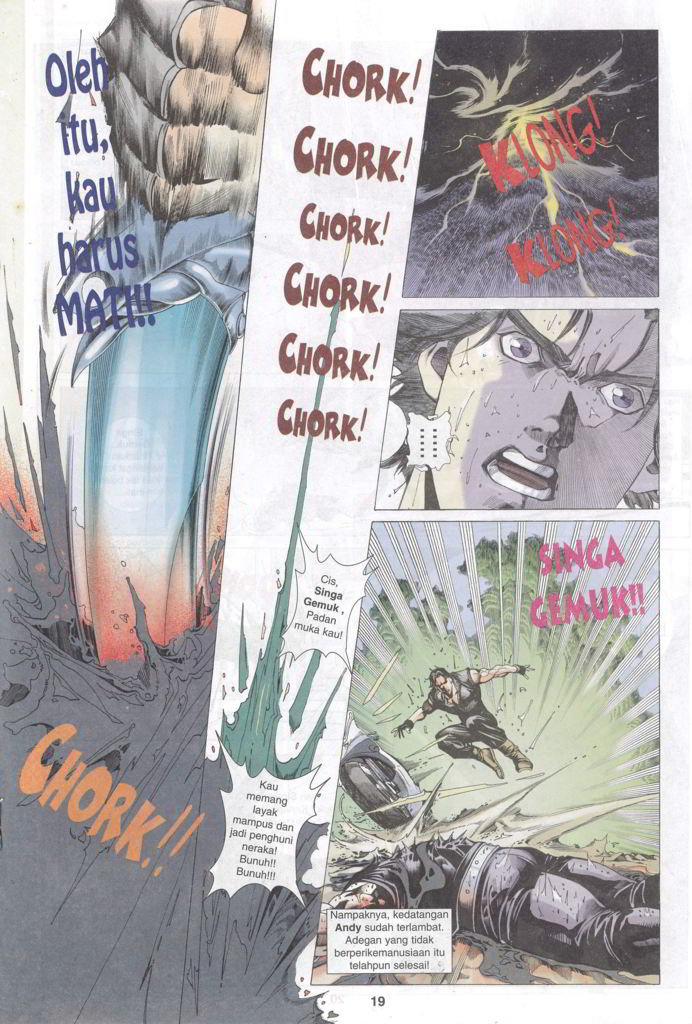 Oleh
itu,
kau
harus
MATI!!
CHORK!!
CHORK!
CHORK!
CHORK!
CHORK!
CHORK!
CHORK!
Cis,
Singa
Gemuk ,
Padan
muka kau!
Kau
memang
layak
mampus dan
jadi penghuni
neraka!
Bunuh!!
Bunuh!!!
KLONG!
KLONG!
SINGA
GEMUK!!
Nampaknya, kedatangan
Andy sudah terlambat.
Adegan yang tidak
berperikemanusiaan itu
telahpun selesai!
19